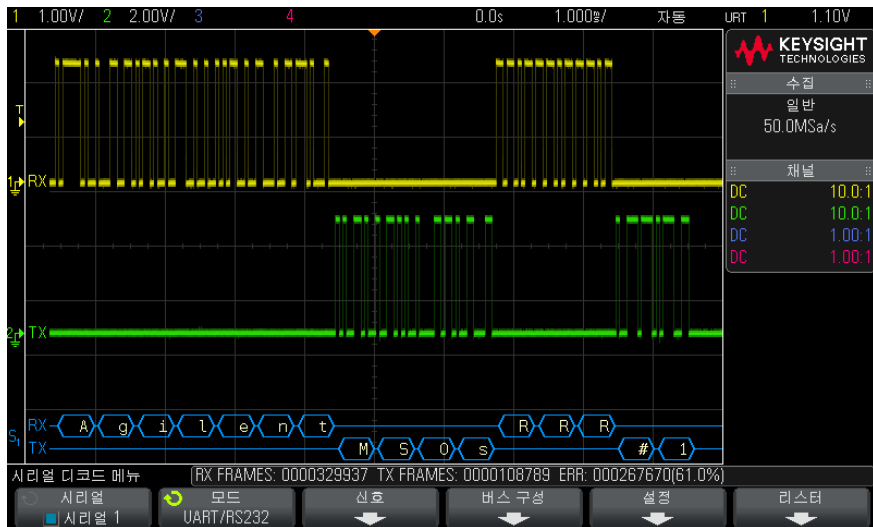 1 1.00V/ 2 2.00V/ 3 4 0.0s 1.000㎳/ 자동 URT 1 1.10V
KEYSIGHT
TECHNOLOGIES
수집
일반
50.0MSa/s
채널
DC 10.0:1
DC 10.0:1
DC 1.00:1
DC 1.00:1
T
1 RX
2 TX
S1 RX A g i l e n t R R R
TX M S O s # 1
시리얼 디코드 메뉴 RX FRAMES: 0000329937 TX FRAMES: 0000108789 ERR: 000267670(61.0%)
시리얼 모드 신호 버스 구성 설정 리스터
시리얼 1 UART/RS232